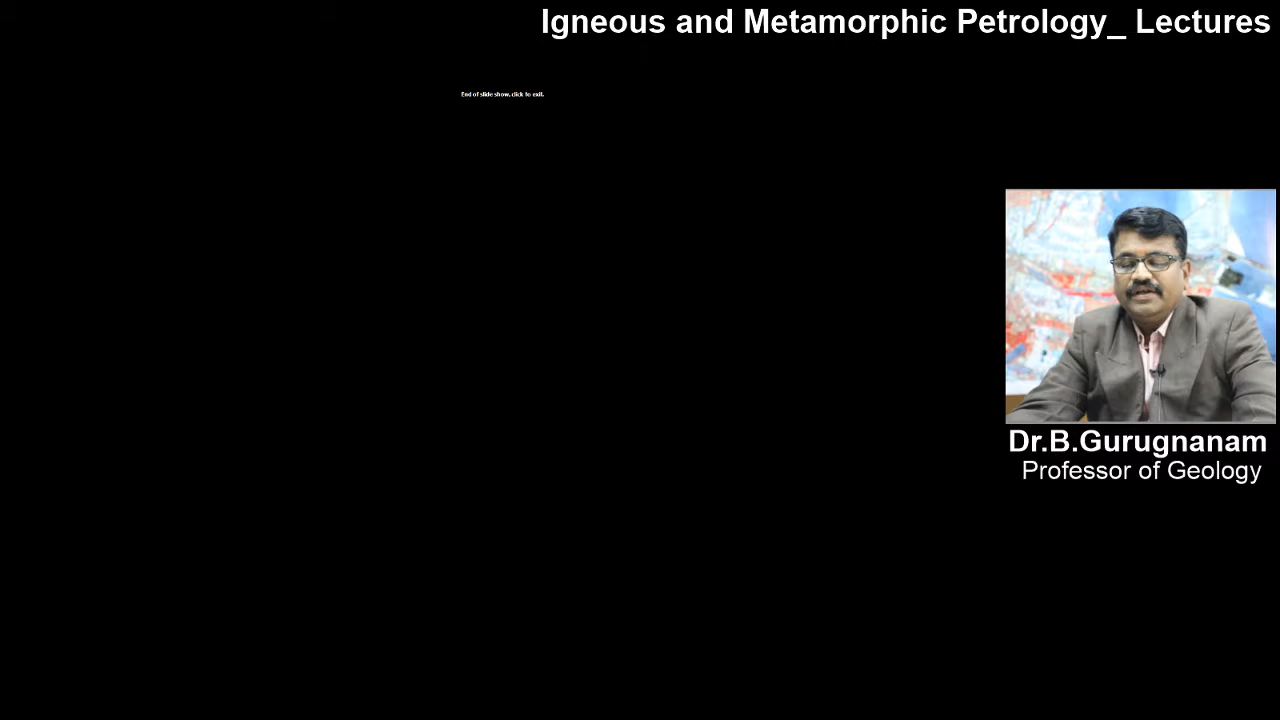 Igneous and Metamorphic Petrology_ Lectures
End of slide show, click to exit.
Dr.B.Gurugnanam
Professor of Geology